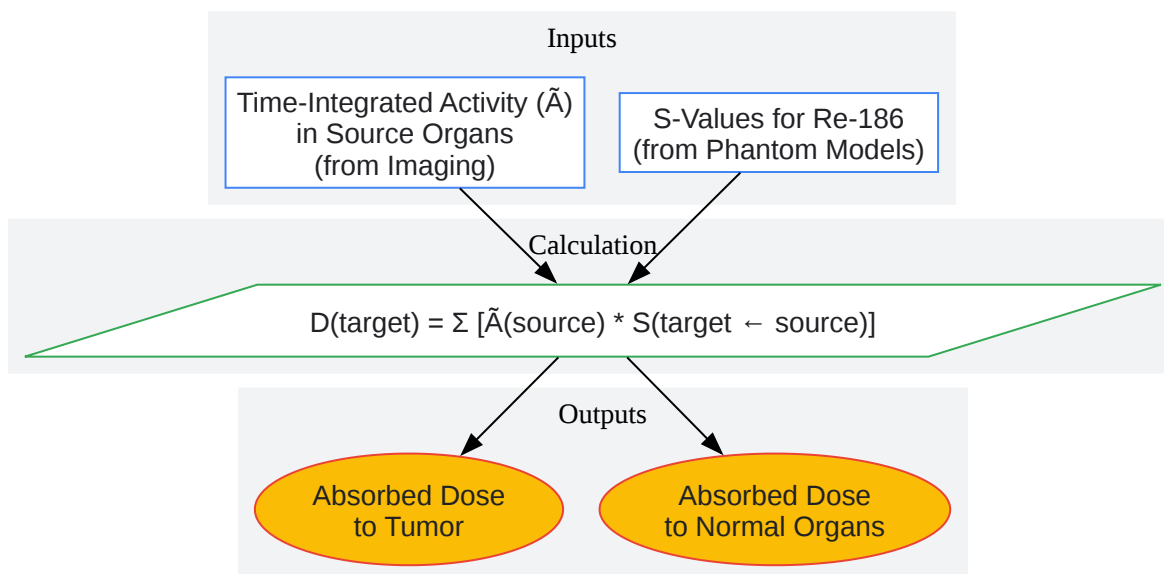 Inputs
Time-Integrated Activity (Ã)
in Source Organs
(from Imaging)
S-Values for Re-186
(from Phantom Models)
Calculation
D(target) = Σ [Ã(source) * S(target ← source)]
Outputs
Absorbed Dose
to Tumor
Absorbed Dose
to Normal Organs